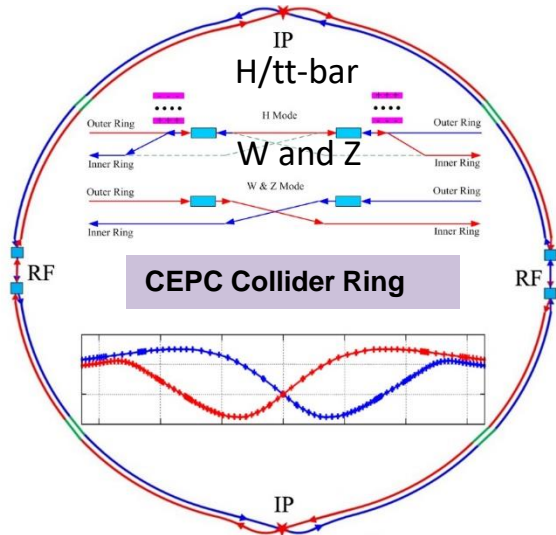 IP
H/tt-bar
Outer Ring H Mode Outer Ring
Inner Ring W and Z Inner Ring
Outer Ring W & Z Mode Outer Ring
Inner Ring Inner Ring
RF RF
CEPC Collider Ring
IP